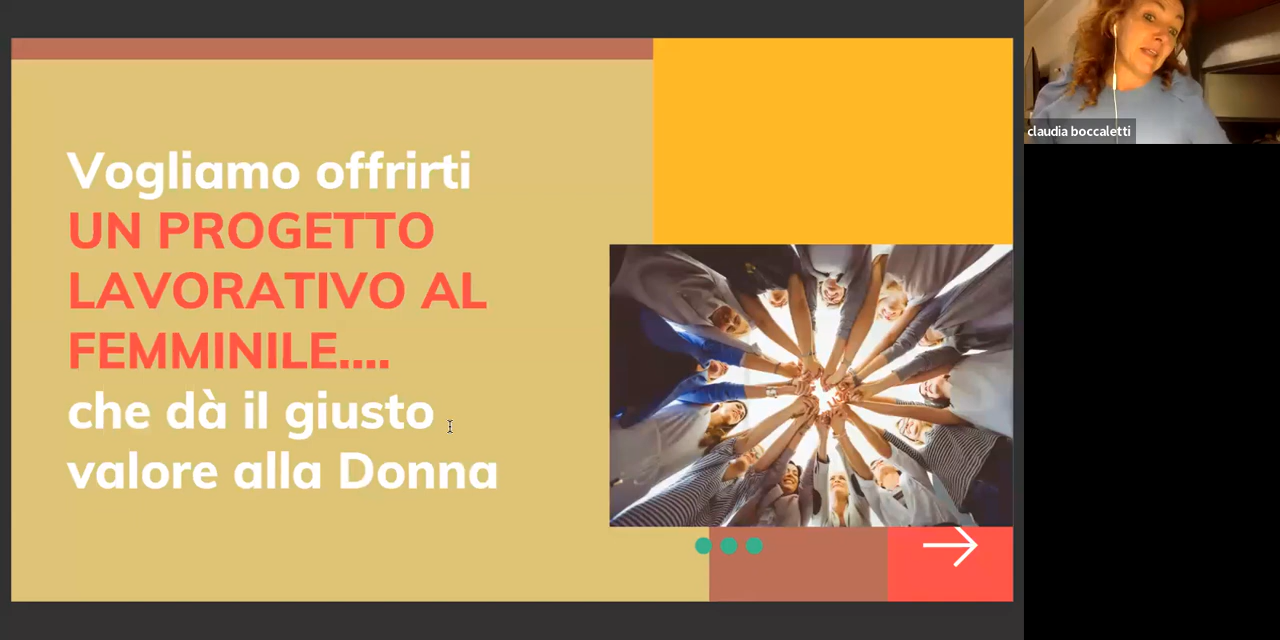 Vogliamo offrirti
UN PROGETTO
LAVORATIVO AL
FEMMINILE....
che dà il giusto
valore alla Donna
claudia boccaletti